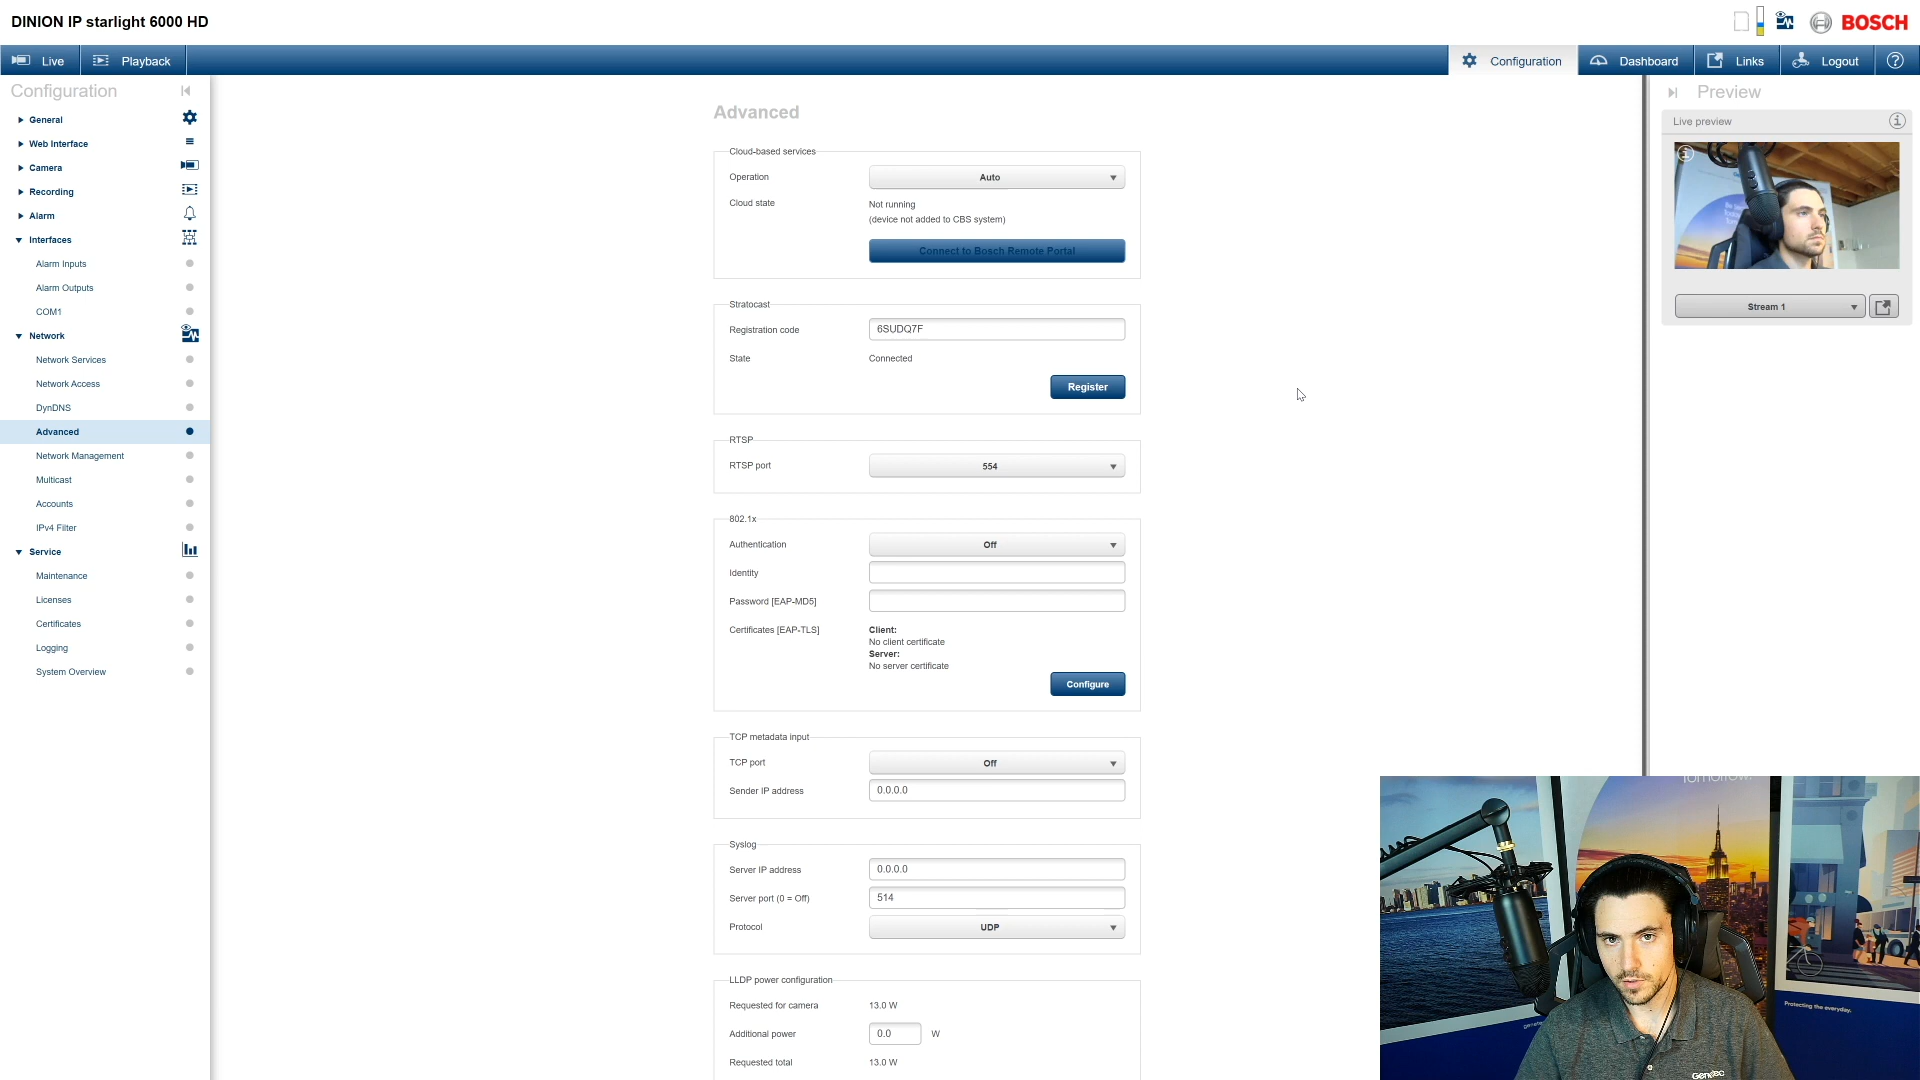 DINION IP starlight 6000 HD
BOSCH
Live
Playback
Configuration
Dashboard
Links
Logout
Configuration
General
Web Interface
Camera
Recording
Alarm
Interfaces
Alarm Inputs
Alarm Outputs
COM1
Network
Network Services
Network Access
DynDNS
Advanced
Network Management
Multicast
Accounts
IPv4 Filter
Service
Maintenance
Licenses
Certificates
Logging
System Overview
Advanced
Cloud-based services
Operation Auto
Cloud state Not running
(device not added to CBS system)
Connect to Bosch Remote Portal
Stratocast
Registration code 6SUDQ7F
State Connected
Register
RTSP
RTSP port 554
802.1x
Authentication Off
Identity
Password [EAP-MD5]
Certificates [EAP-TLS] Client:
No client certificate
Server:
No server certificate
Configure
TCP metadata input
TCP port Off
Sender IP address 0.0.0.0
Syslog
Server IP address 0.0.0.0
Server port (0 = Off) 514
Protocol UDP
LLDP power configuration
Requested for camera 13.0 W
Additional power 0.0 W
Requested total 13.0 W
Preview
Live preview
Stream 1
Tomorrow.
Protecting the everyday.
Genetec